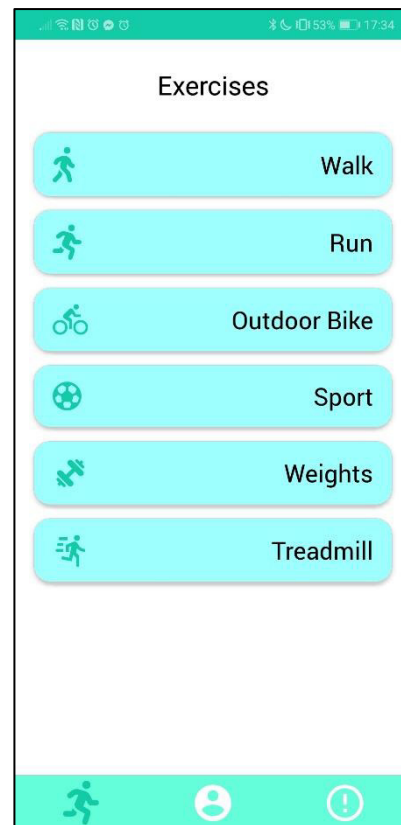 53% 17:34
Exercises
Walk
Run
Outdoor Bike
Sport
Weights
Treadmill